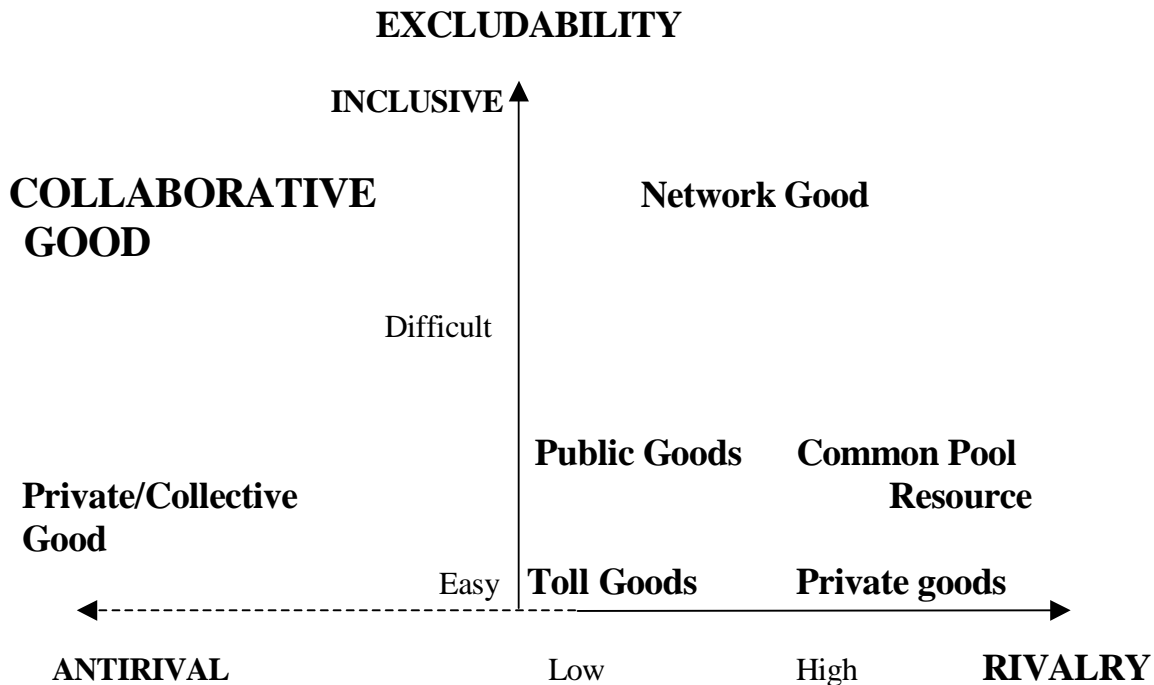 EXCLUDABILITY
INCLUSIVE
COLLABORATIVE
GOOD
Network Good
Difficult
Public Goods
Common Pool
Resource
Private/Collective
Good
Easy
Toll Goods
Private goods
ANTIRIVAL
Low
High
RIVALRY